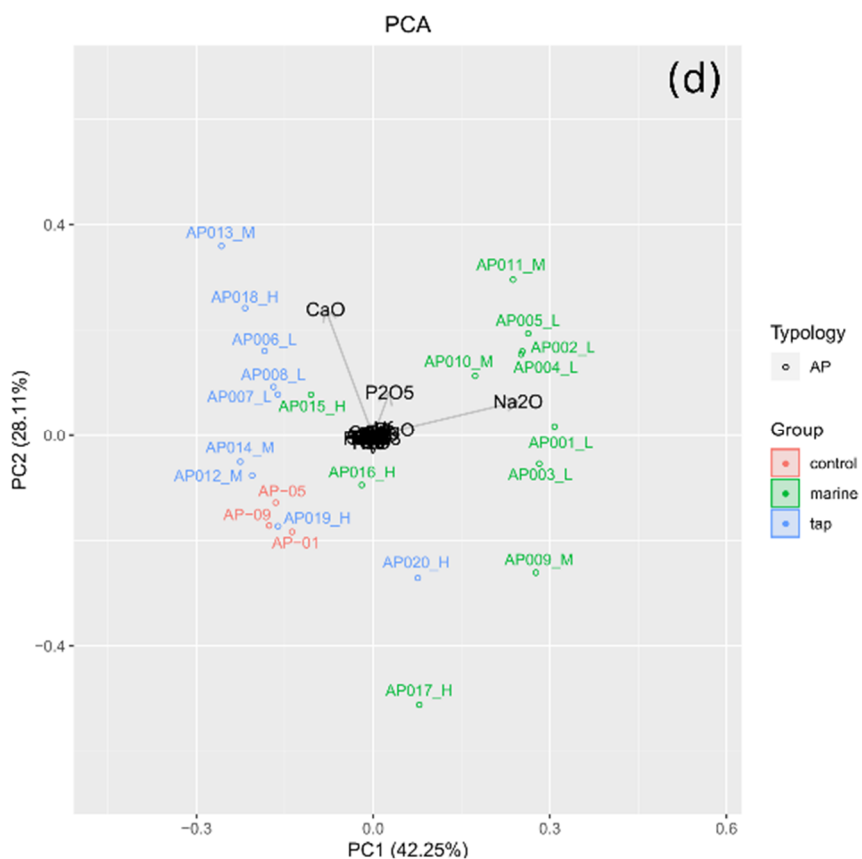 PCA
(d)
0.4
AP013_M
AP011_M
AP018_H
CaO
AP005_L
AP006_L
AP002_L
AP010_M
AP004_L
AP008_L
P2O5
AP007_L
AP015_H
Na2O
0.0
AP001_L
AP014_M
AP016_H
AP003_L
AP012_M
AP-05
AP-09
AP019_H
AP-01
AP020_H
AP009_M
−0.4
AP017_H
−0.3
0.0
0.3
0.6
PC1 (42.25%)
PC2 (28.11%)
Typology
AP
Group
control
marine
tap